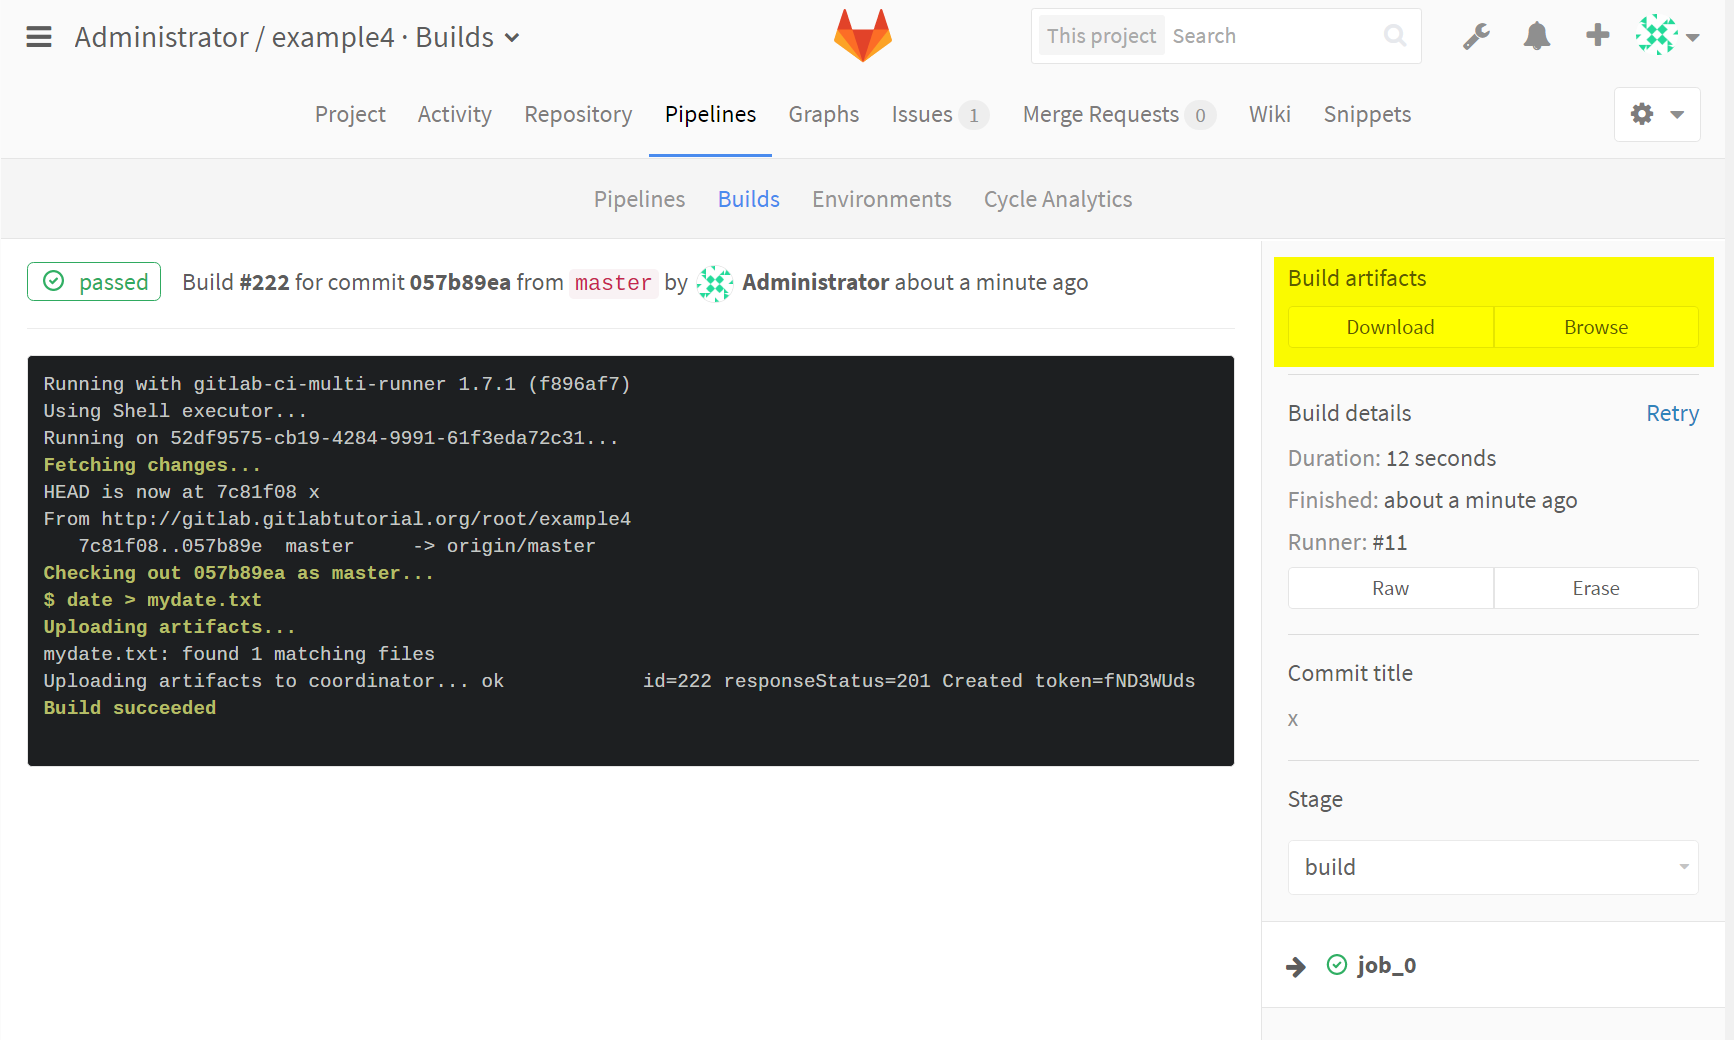 Administrator / example4 · Builds
This project Search
Project Activity Repository Pipelines Graphs Issues 1 Merge Requests 0 Wiki Snippets
Pipelines Builds Environments Cycle Analytics
passed Build #222 for commit 057b89ea from master by Administrator about a minute ago
Running with gitlab-ci-multi-runner 1.7.1 (f896af7)
Using Shell executor...
Running on 52df9575-cb19-4284-9991-61f3eda72c31...
Fetching changes...
HEAD is now at 7c81f08 x
From http://gitlab.gitlabtutorial.org/root/example4
7c81f08..057b89e master -> origin/master
Checking out 057b89ea as master...
$ date > mydate.txt
Uploading artifacts...
mydate.txt: found 1 matching files
Uploading artifacts to coordinator... ok id=222 responseStatus=201 Created token=fND3WUds
Build succeeded
Build artifacts
Download Browse
Build details Retry
Duration: 12 seconds
Finished: about a minute ago
Runner: #11
Raw Erase
Commit title
x
Stage
build
job_0